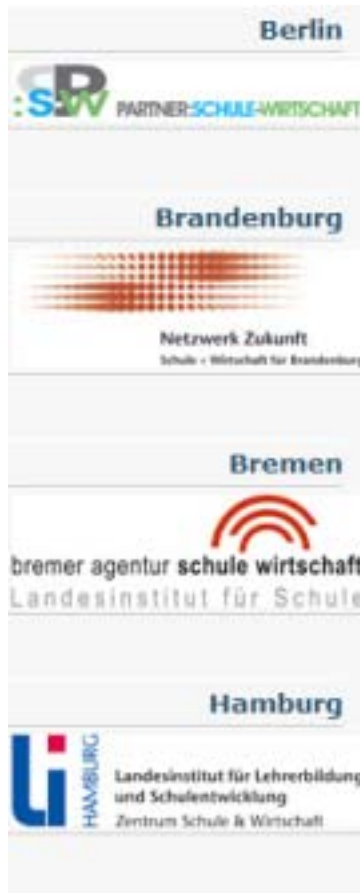 Berlin
:SPW PARTNER:SCHULE-WIRTSCHAFT
Brandenburg
Netzwerk Zukunft
Schule + Wirtschaft für Brandenburg
Bremen
bremer agentur schule wirtschaft
Landesinstitut für Schule
Hamburg
Li HAMBURG
Landesinstitut für Lehrerbildung
und Schulentwicklung
Zentrum Schule & Wirtschaft